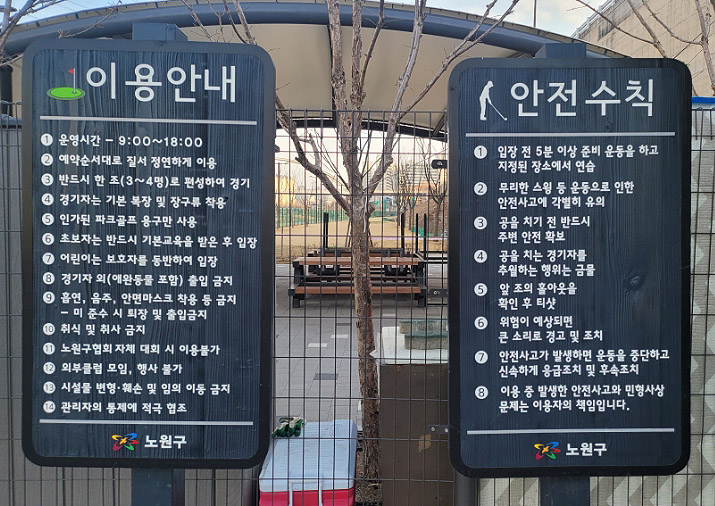 이용안내
① 운영시간 - 9:00~18:00
② 예약순서대로 질서 정연하게 이용
③ 반드시 한 조(3~4명)로 편성하여 경기
④ 경기자는 기본 복장 및 장구류 착용
⑤ 인가된 파크골프 용구만 사용
⑥ 초보자는 반드시 기본교육을 받은 후 입장
⑦ 어린이는 보호자를 동반하여 입장
⑧ 경기자 외(애완동물 포함) 출입 금지
⑨ 흡연, 음주, 안면마스크 착용 등 금지
- 미 준수 시 퇴장 및 출입금지
⑩ 취식 및 취사 금지
⑪ 노원구협회 자체 대회 시 이용불가
⑫ 외부클럽 모임, 행사 불가
⑬ 시설물 변형·훼손 및 임의 이동 금지
⑭ 관리자의 통제에 적극 협조
노원구
안전수칙
① 입장 전 5분 이상 준비 운동을 하고
지정된 장소에서 연습
② 무리한 스윙 등 운동으로 인한
안전사고에 각별히 유의
③ 공을 치기 전 반드시
주변 안전 확보
④ 공을 치는 경기자를
추월하는 행위는 금물
⑤ 앞 조의 홀아웃을
확인 후 티샷
⑥ 위험이 예상되면
큰 소리로 경고 및 조치
⑦ 안전사고가 발생하면 운동을 중단하고
신속하게 응급조치 및 후속조치
⑧ 이용 중 발생한 안전사고와 민형사상
문제는 이용자의 책임입니다.
노원구